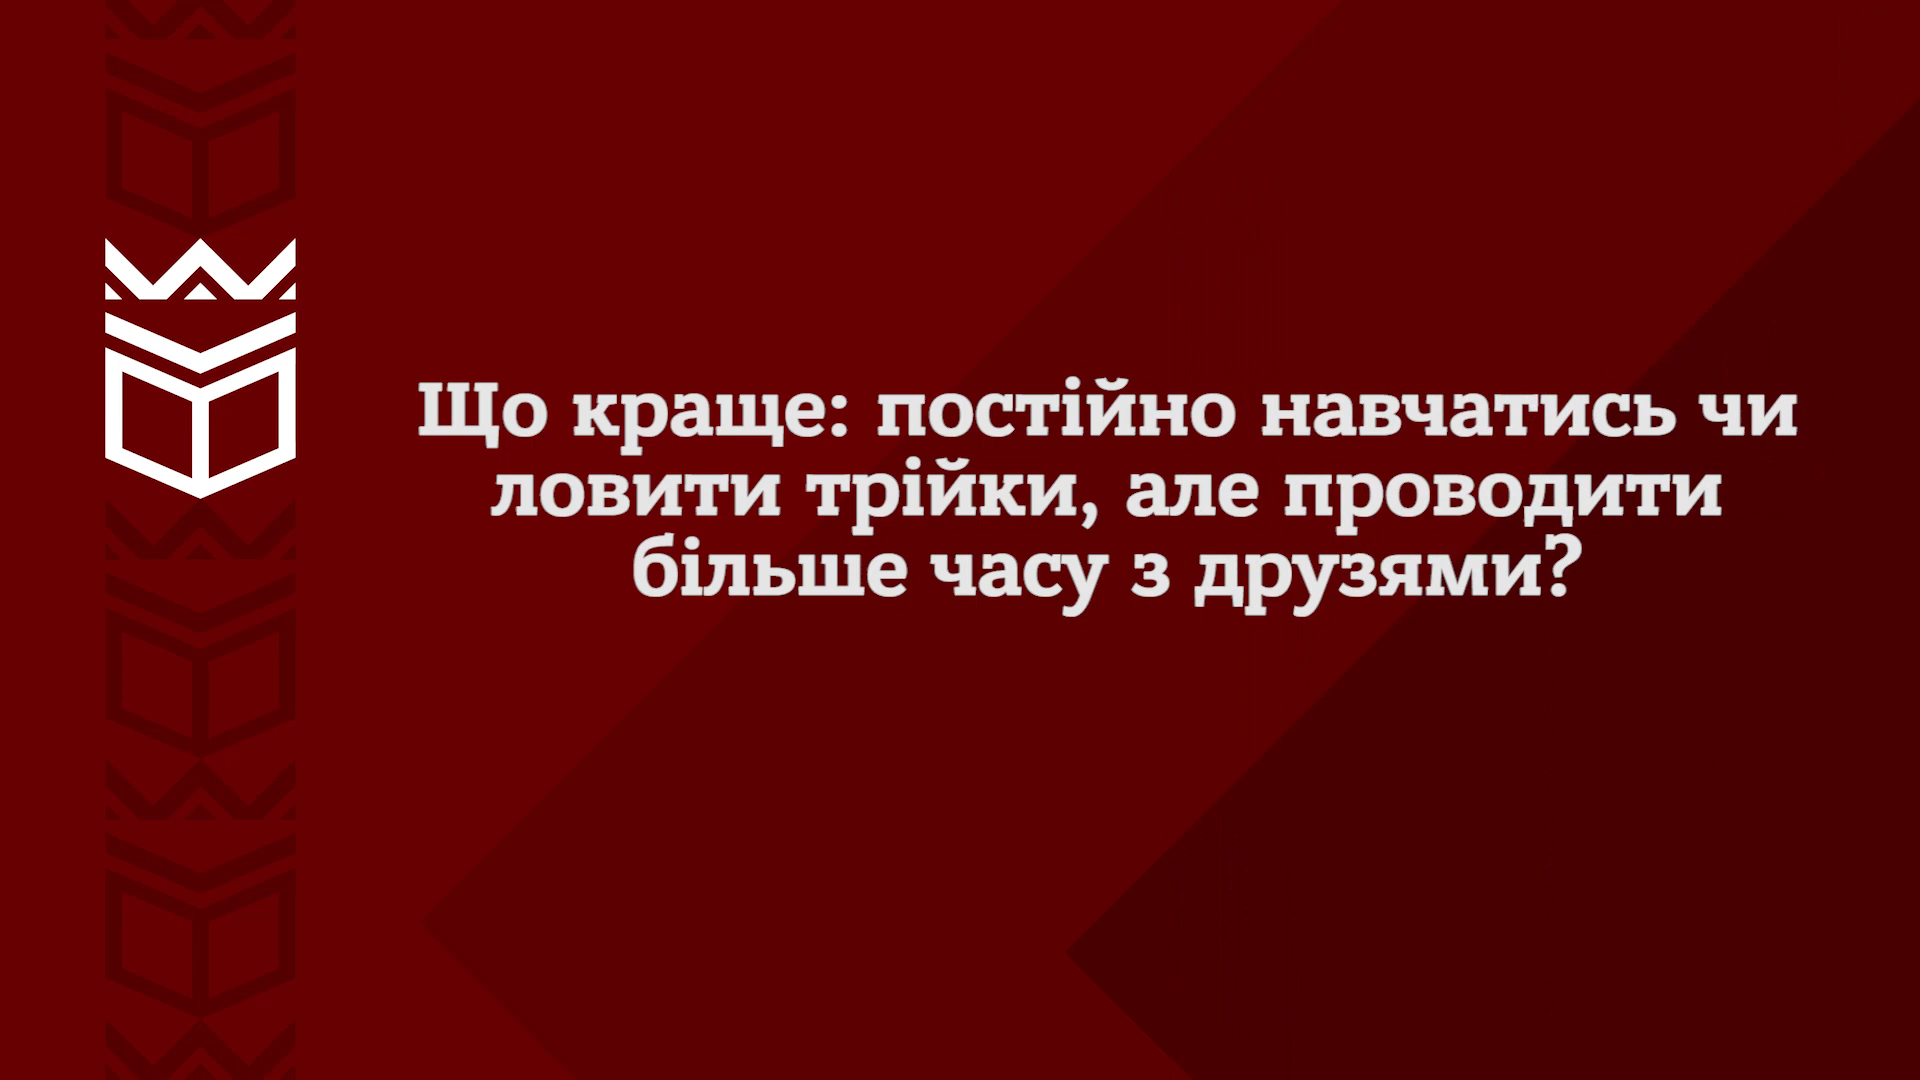 Що краще: постійно навчатись чи
ловити трійки, але проводити
більше часу з друзями?